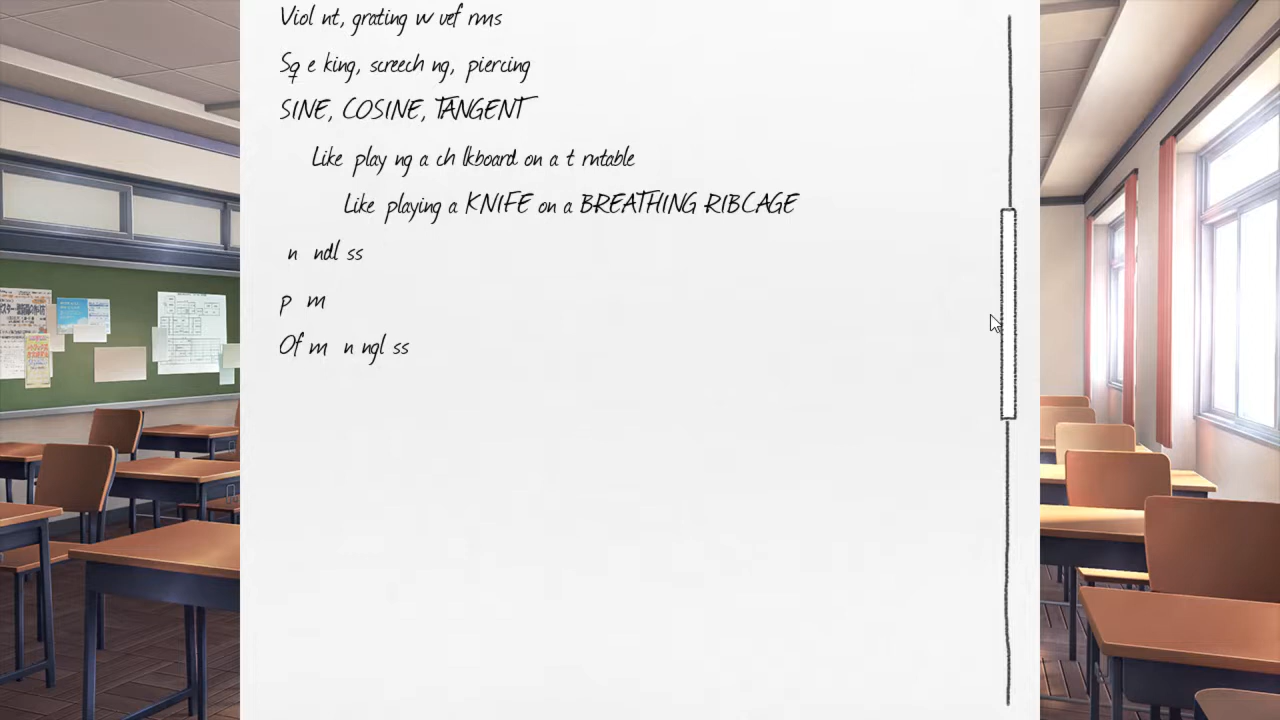 Viol nt, grating w vef rms
Sq e king, screech ng, piercing
SINE, COSINE, TANGENT
Like play ng a ch lkboard on a t rntable
Like playing a KNIFE on a BREATHING RIBCAGE
n ndl ss
p m
Of m n ngl ss